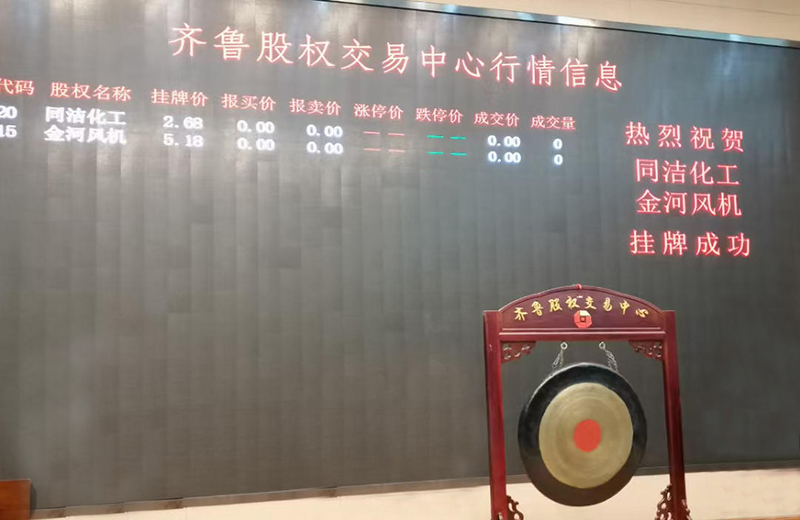 齐鲁股权交易中心行情信息
代码 股权名称 挂牌价 报买价 报卖价 涨停价 跌停价 成交价 成交量
20 同洁化工 2.68 0.00 0.00 —— —— 0.00 0
15 金河风机 5.18 0.00 0.00 —— —— 0.00 0
热烈祝贺
同洁化工
金河风机
挂牌成功
齐鲁股权交易中心